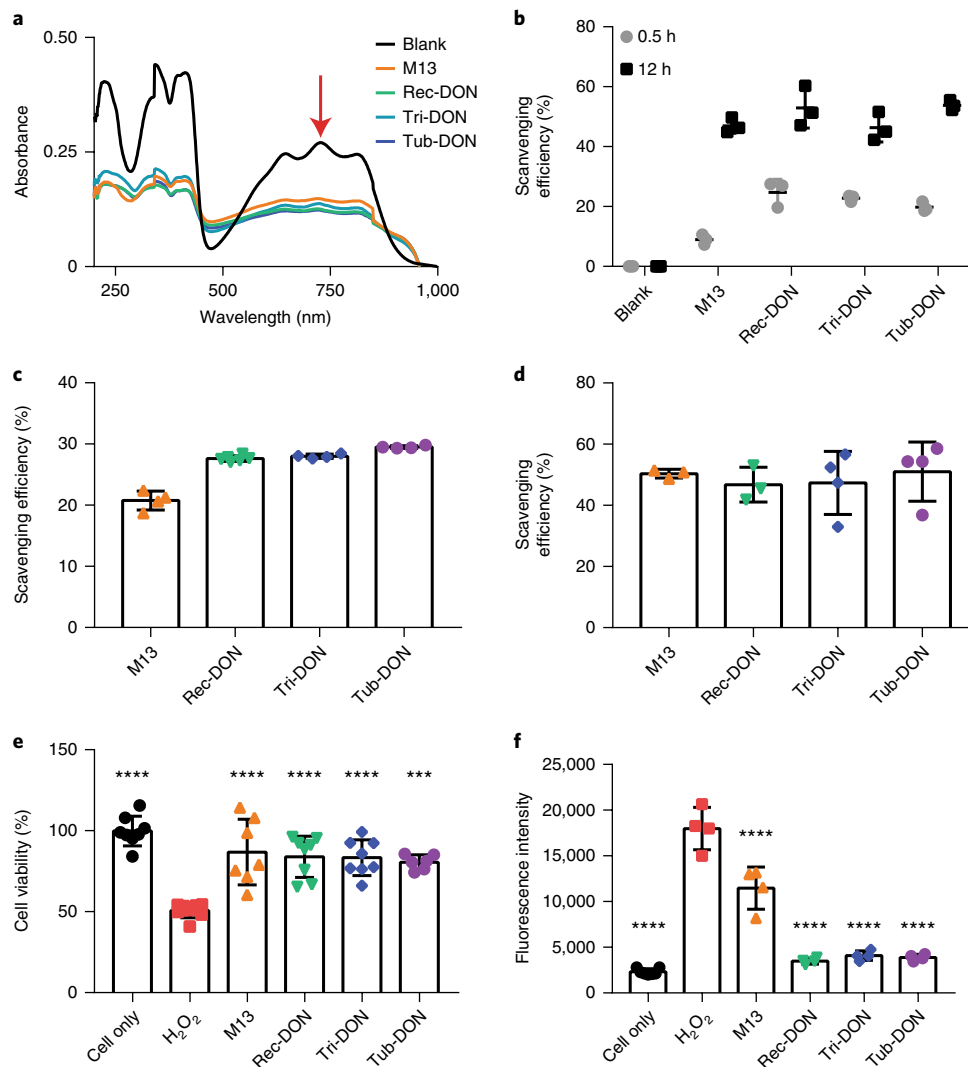 a
0.50
0.25
0
Absorbance
250
500
750
1,000
Wavelength (nm)
Blank
M13
Rec-DON
Tri-DON
Tub-DON
b
80
60
40
20
0
Scanvenging
efficiency (%)
0.5 h
12 h
Blank
M13
Rec-DON
Tri-DON
Tub-DON
c
40
30
20
10
0
Scavenging efficiency (%)
M13
Rec-DON
Tri-DON
Tub-DON
d
80
60
40
20
0
Scavenging
efficiency (%)
M13
Rec-DON
Tri-DON
Tub-DON
e
150
100
50
0
Cell viability (%)
****
****
****
****
***
Cell only
H₂O₂
M13
Rec-DON
Tri-DON
Tub-DON
f
25,000
20,000
15,000
10,000
5,000
0
Fluorescence intensity
****
****
****
****
****
Cell only
H₂O₂
M13
Rec-DON
Tri-DON
Tub-DON